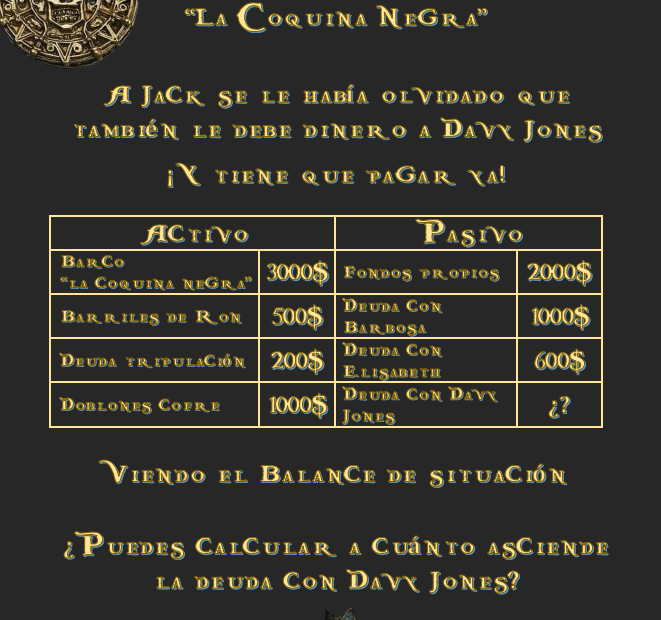 “La Coquina Negra”
A Jack se le había olvidado que
también le debe dinero a Davy Jones
¡Y tiene que pagar ya!
Activo Pasivo
Barco
“la Coquina negra” 3000$ Fondos propios 2000$
Barriles de Ron 500$ Deuda con
Barbosa 1000$
Deuda tripulación 200$ Deuda con
Elisabeth 600$
Doblones Cofre 1000$ Deuda con Davy
Jones ¿?
Viendo el Balance de situación
¿Puedes calcular a cuánto asciende
la deuda con Davy Jones?